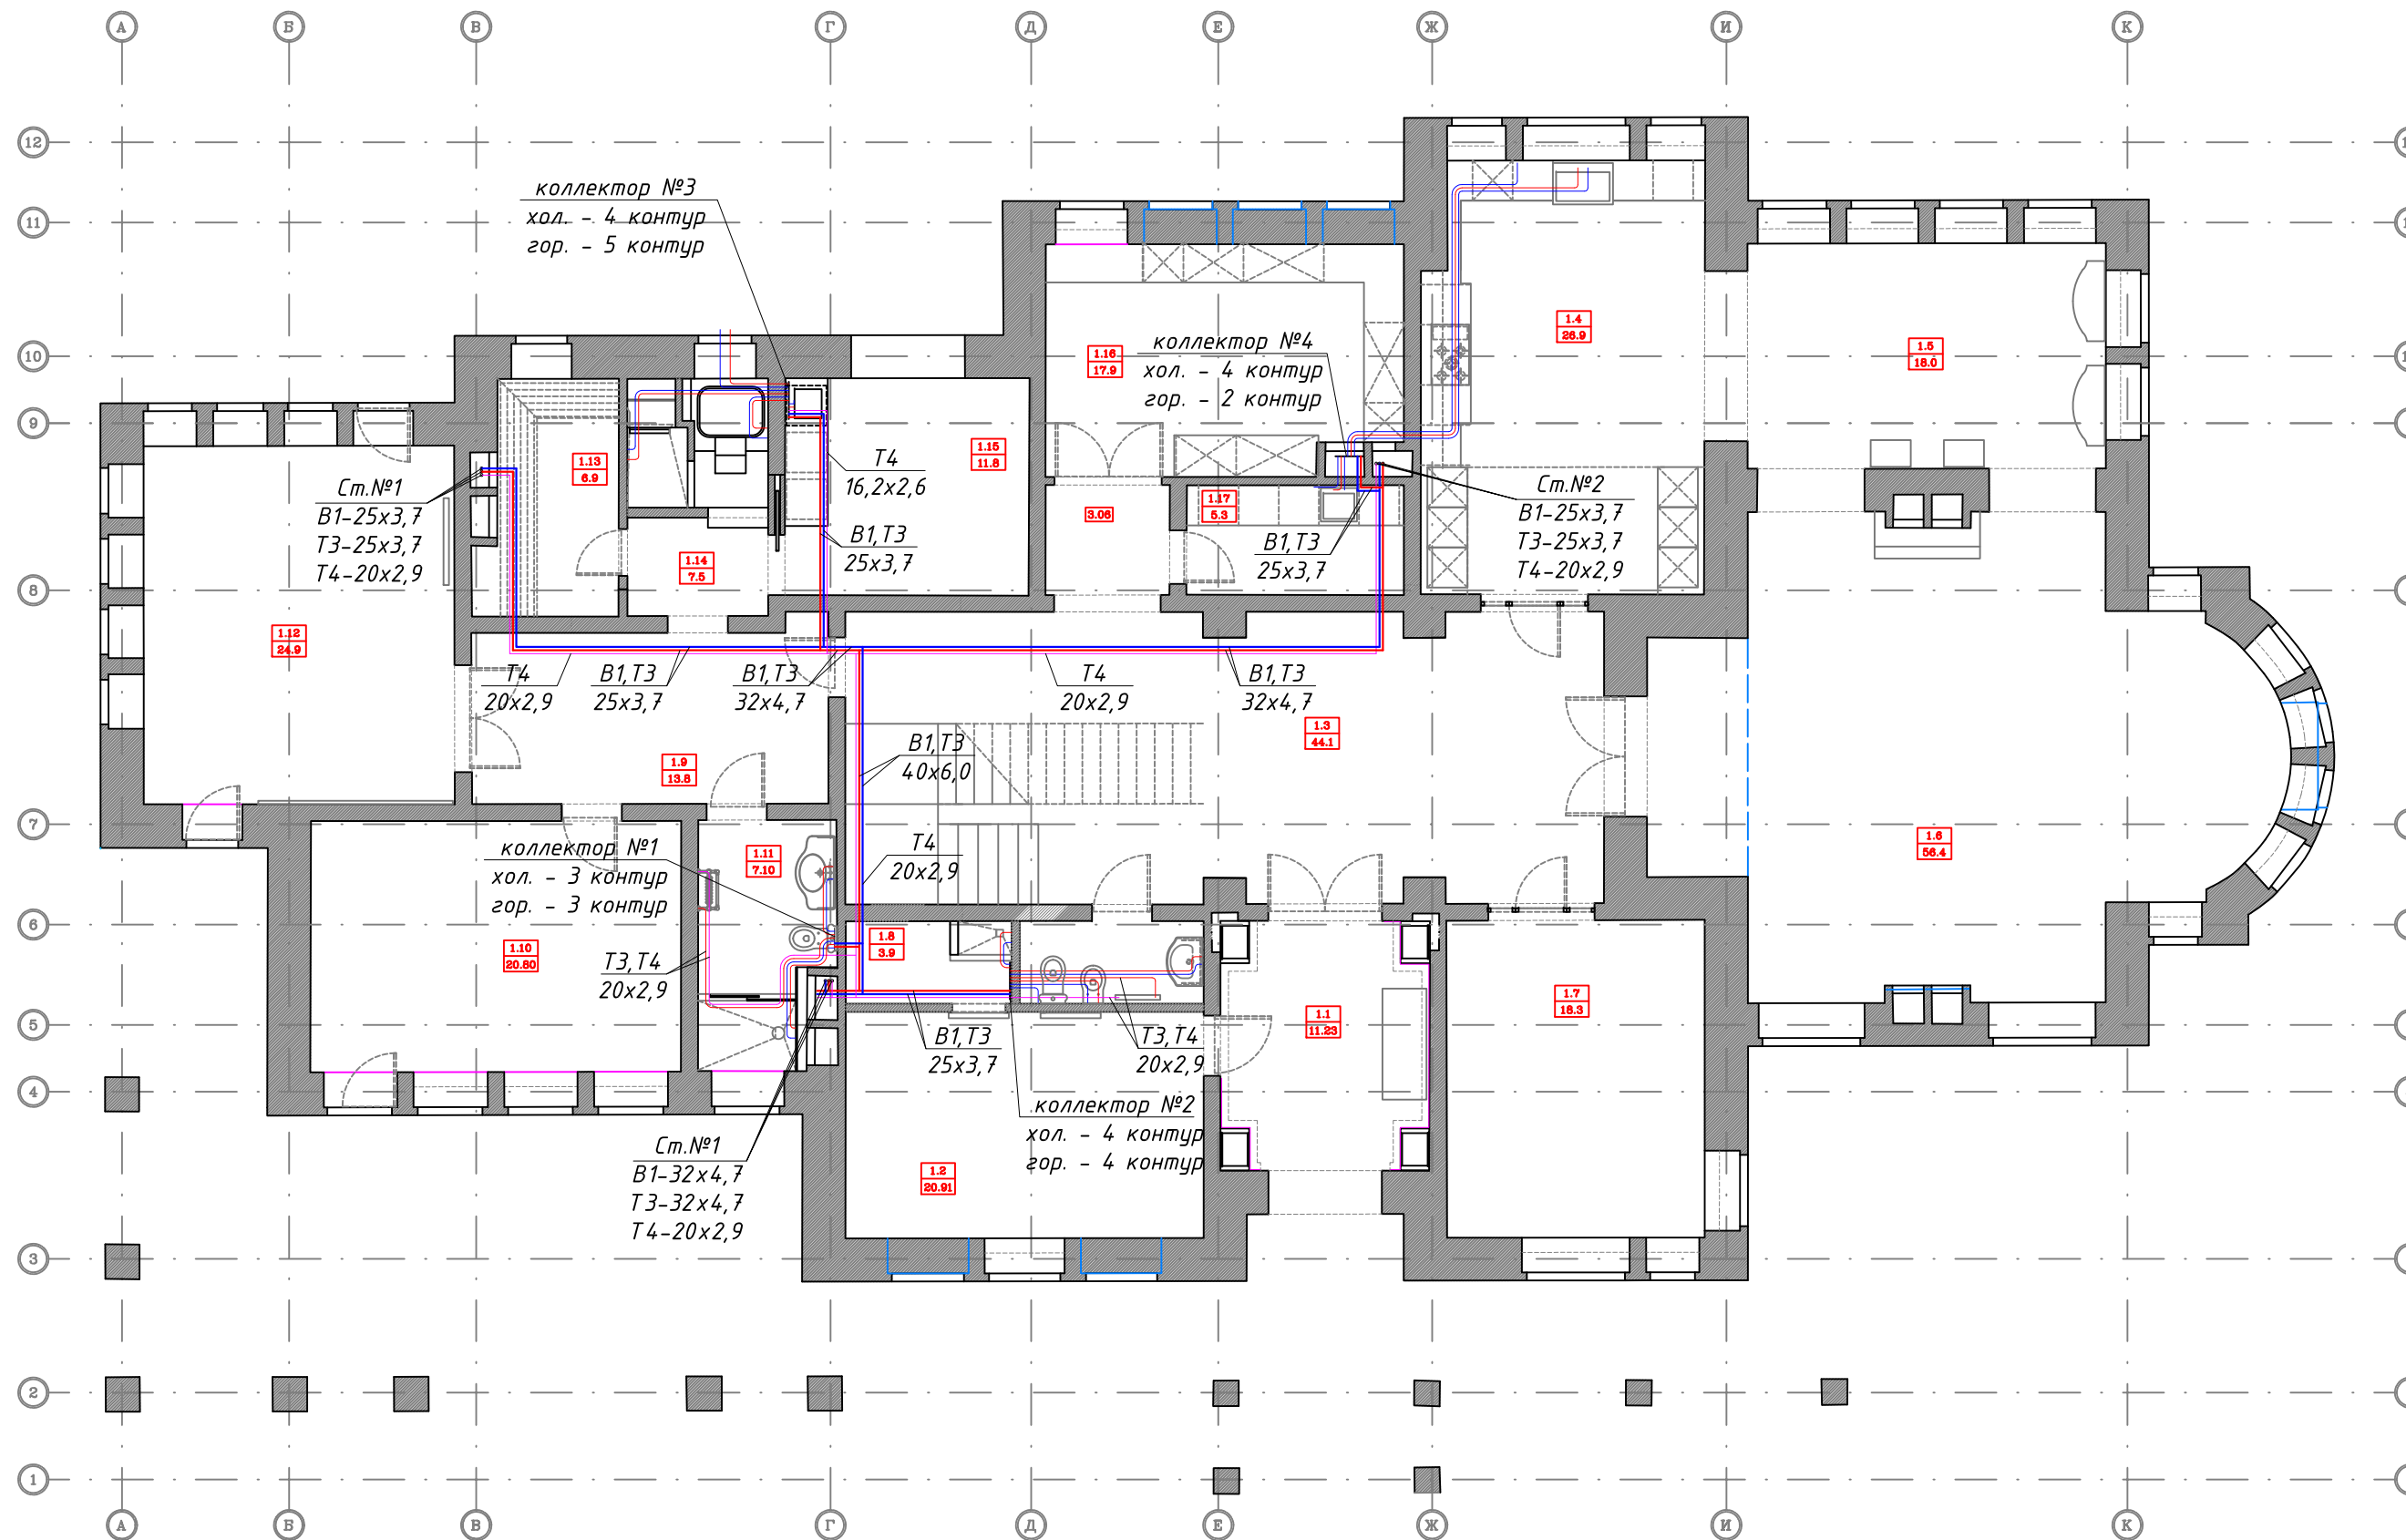 А Б В Г Д Е Ж И К
12
11
10
9
8
7
6
5
4
3
2
1
коллектор №3
хол. - 4 контур
гор. - 5 контур
коллектор №4
хол. - 4 контур
гор. - 2 контур
1.4
26.9
1.5
18.0
1.16
17.9
1.15
11.8
1.13
6.9
Т4
16,2х2,6
Ст.№1
В1-25х3,7
Т3-25х3,7
Т4-20х2,9
Ст.№2
В1-25х3,7
Т3-25х3,7
Т4-20х2,9
1.17
5.3
3.06
В1,Т3
25х3,7
В1,Т3
25х3,7
1.14
7.5
1.12
24.9
Т4
20х2,9
В1,Т3
25х3,7
В1,Т3
32х4,7
Т4
20х2,9
В1,Т3
32х4,7
1.3
44.1
1.9
13.8
В1,Т3
40х6,0
Т4
20х2,9
1.6
56.4
коллектор №1
хол. - 3 контур
гор. - 3 контур
1.11
7.10
1.10
20.80
1.8
3.9
Т3,Т4
20х2,9
1.7
18.3
1.1
11.23
В1,Т3
25х3,7
Т3,Т4
20х2,9
коллектор №2
хол. - 4 контур
гор. - 4 контур
Ст.№1
В1-32х4,7
Т3-32х4,7
Т4-20х2,9
1.2
20.91
А Б В Г Д Е Ж И К